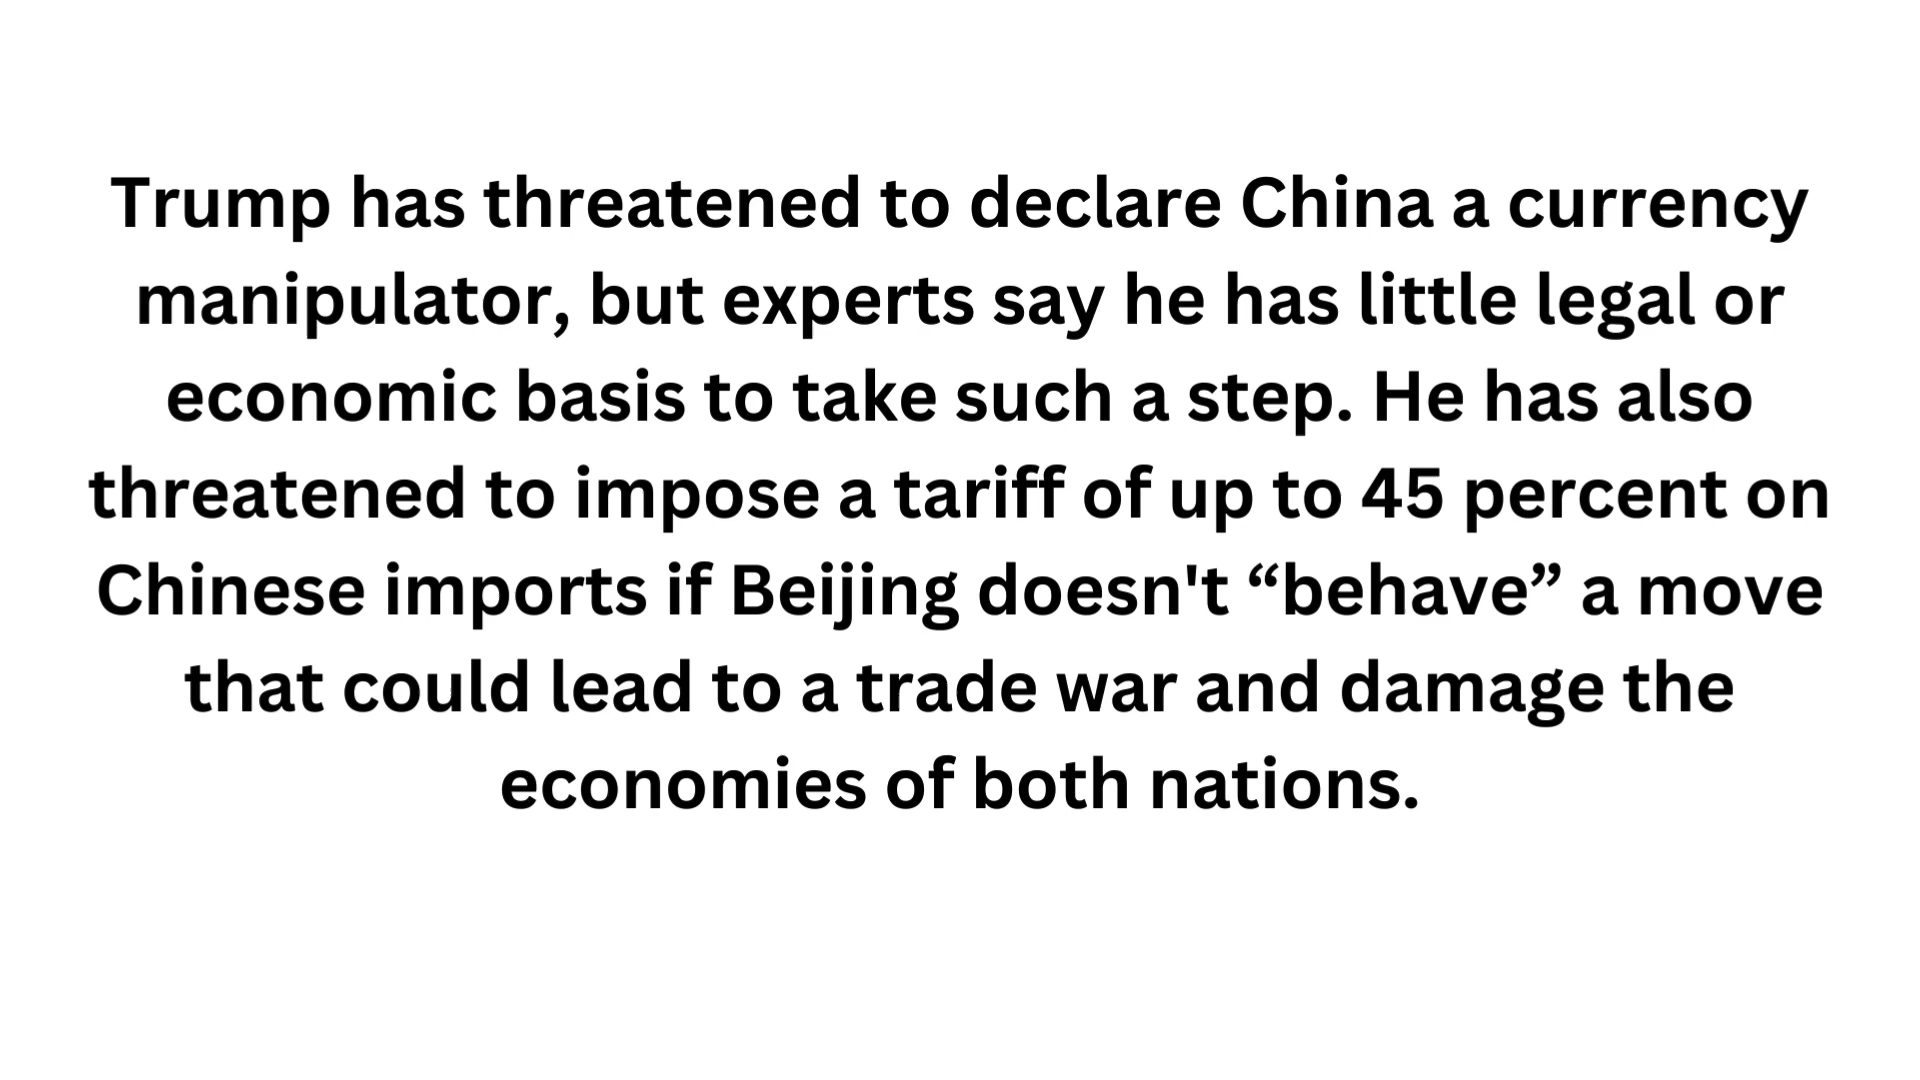 Trump has threatened to declare China a currency
manipulator, but experts say he has little legal or
economic basis to take such a step. He has also
threatened to impose a tariff of up to 45 percent on
Chinese imports if Beijing doesn't “behave” a move
that could lead to a trade war and damage the
economies of both nations.